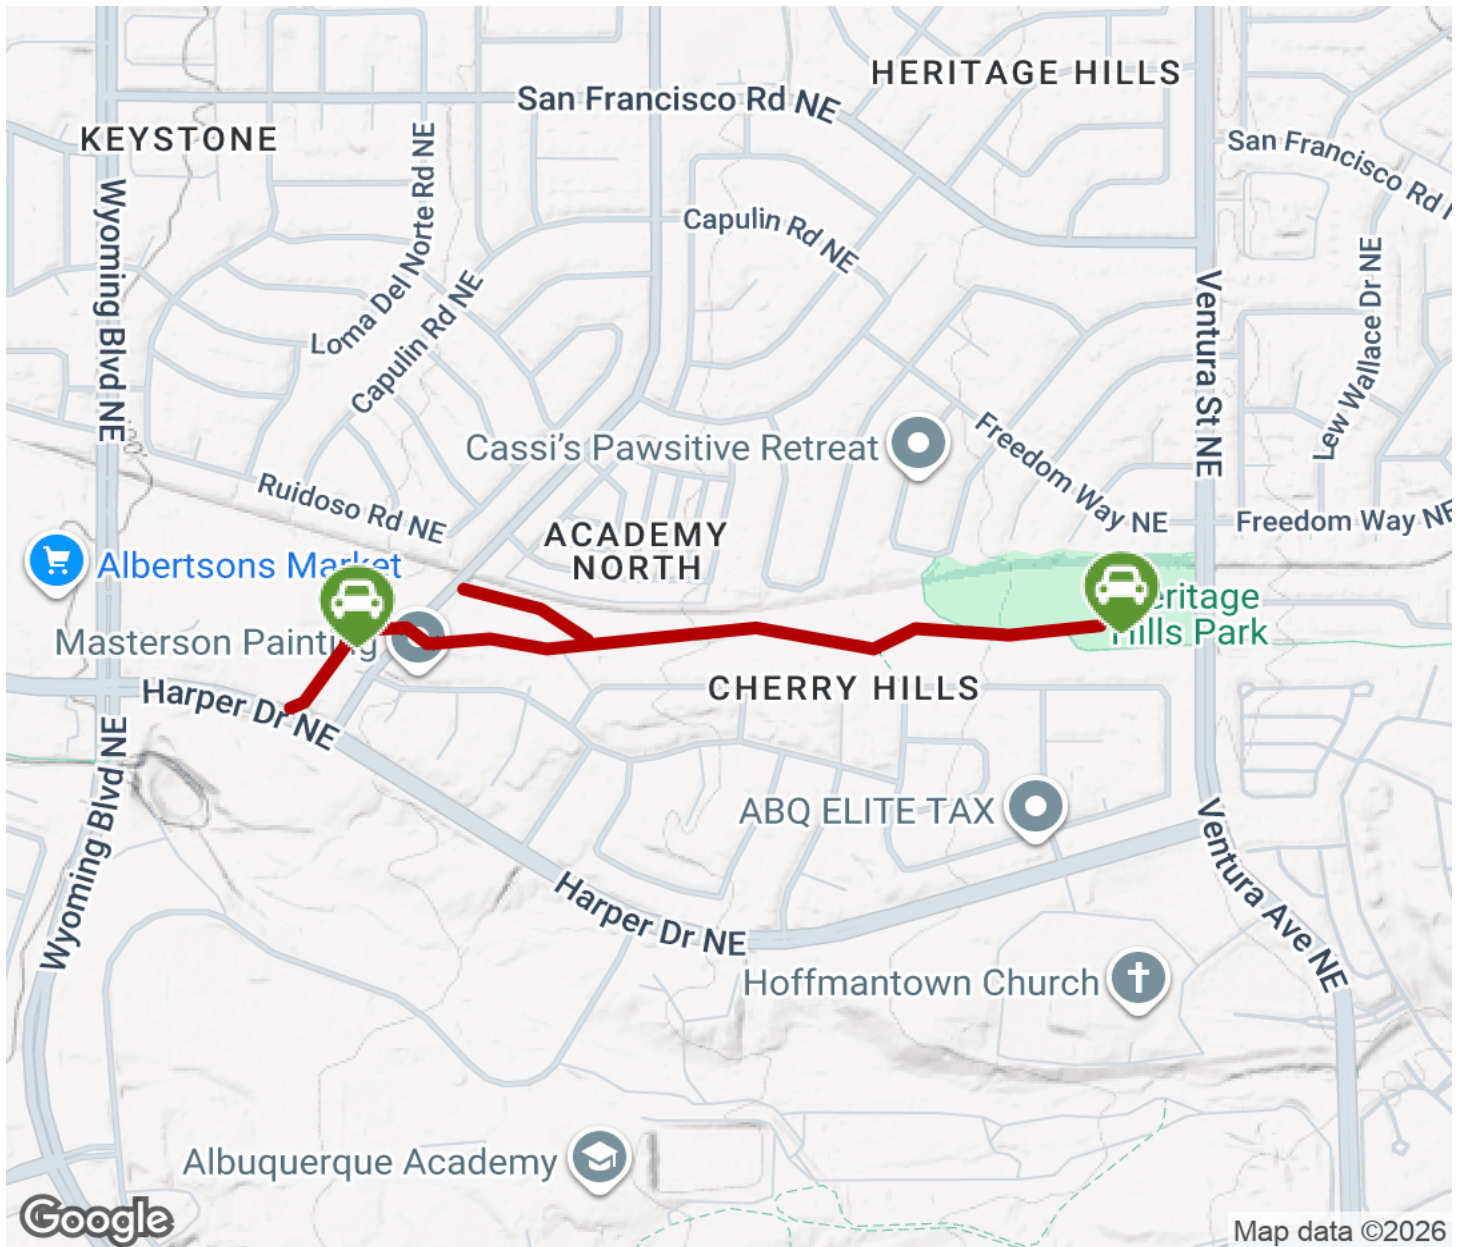 HERITAGE HILLS
San Francisco Rd NE
KEYSTONE
San Francisco Rd
Wyoming Blvd NE
Loma Del Norte Rd NE
Capulin Rd NE
Capulin Rd NE
Ventura St NE
Lew Wallace Dr NE
Cassi's Pawsitive Retreat
Freedom Way NE
Freedom Way NE
Ruidoso Rd NE
ACADEMY
NORTH
Albertsons Market
eritage
Hills Park
Masterson Painting
CHERRY HILLS
Harper Dr NE
Wyoming Blvd NE
ABQ ELITE TAX
Ventura Ave NE
Harper Dr NE
Hoffmantown Church
Albuquerque Academy
Google
Map data ©2026